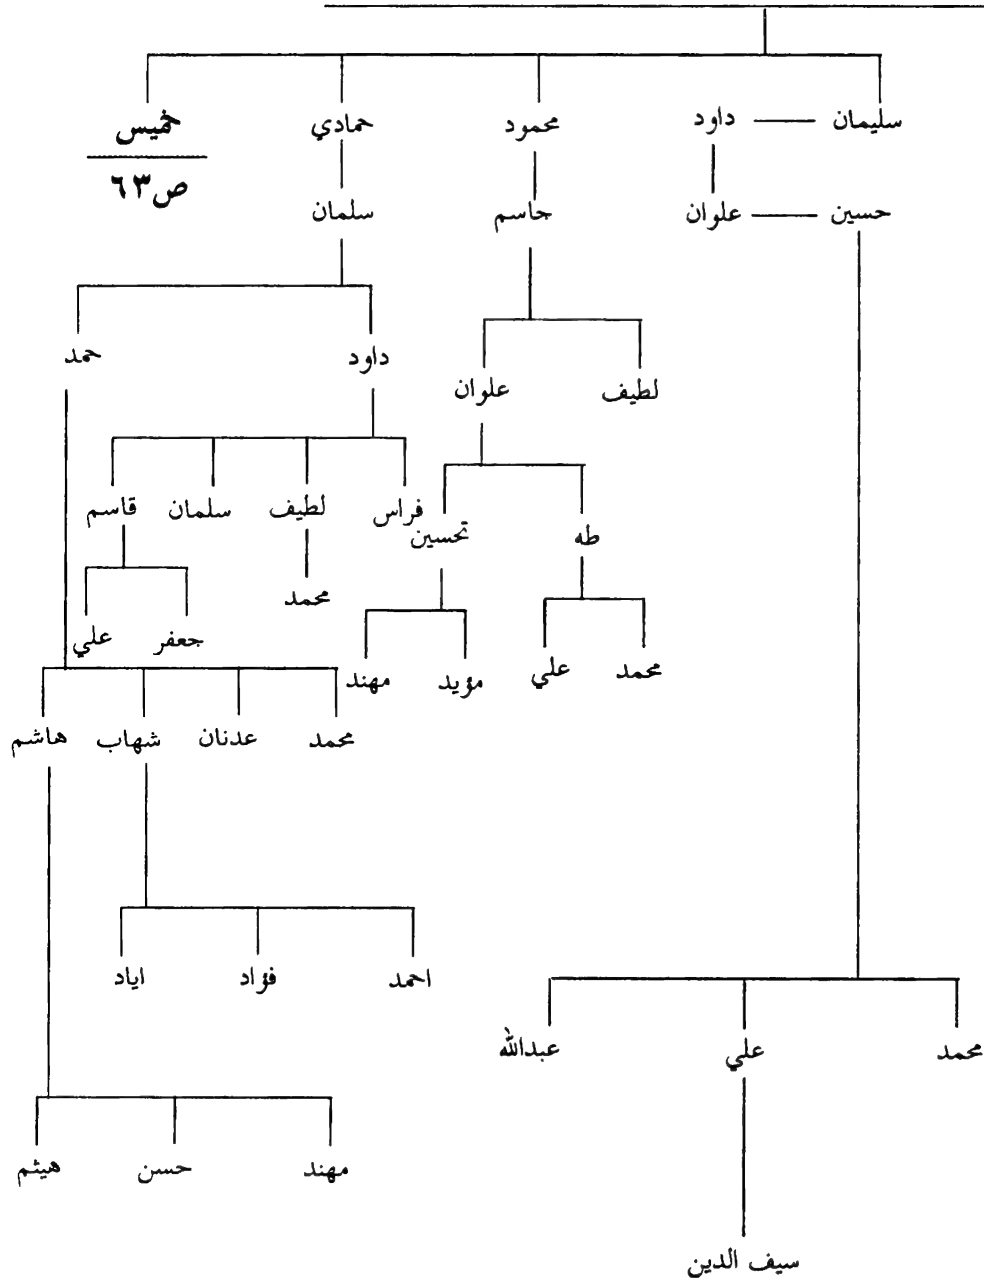 سليمان داود محمود حمادي خميس
ص٦٣
حسين علوان جاسم سلمان
داود حمد
لطيف علوان
فراس لطيف سلمان قاسم
طه تحسين
محمد
جعفر علي
محمد علي مؤيد مهند
محمد عدنان شهاب هاشم
احمد فؤاد اياد
محمد علي عبدالله
مهند حسن هيثم
سيف الدين